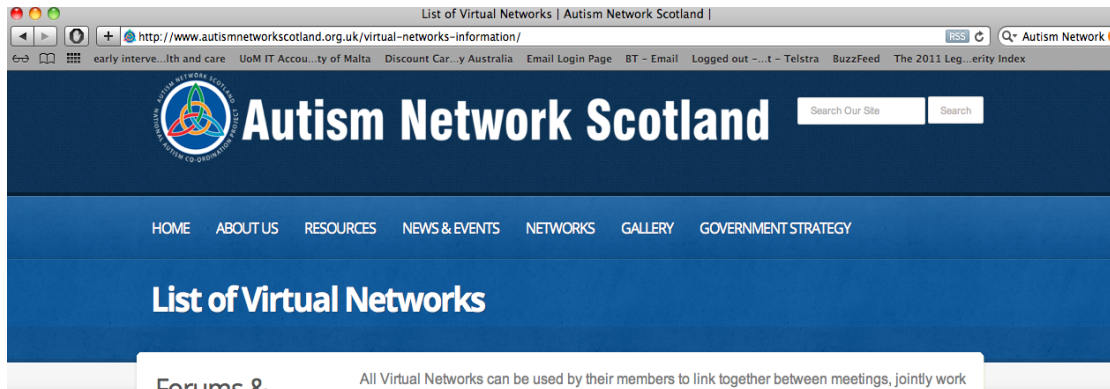 List of Virtual Networks | Autism Network Scotland |
http://www.autismnetworkscotland.org.uk/virtual-networks-information/
RSS
Autism Network
early interve...lth and care UoM IT Accou...ty of Malta Discount Car...y Australia Email Login Page BT - Email Logged out -...t - Telstra BuzzFeed The 2011 Leg...erity Index
AUTISM NETWORK SCOTLAND
NATIONAL AUTISM CO-ORDINATION PROJECT
Autism Network Scotland
Search Our Site
Search
HOME ABOUT US RESOURCES NEWS & EVENTS NETWORKS GALLERY GOVERNMENT STRATEGY
List of Virtual Networks
Forums &
All Virtual Networks can be used by their members to link together between meetings, jointly work